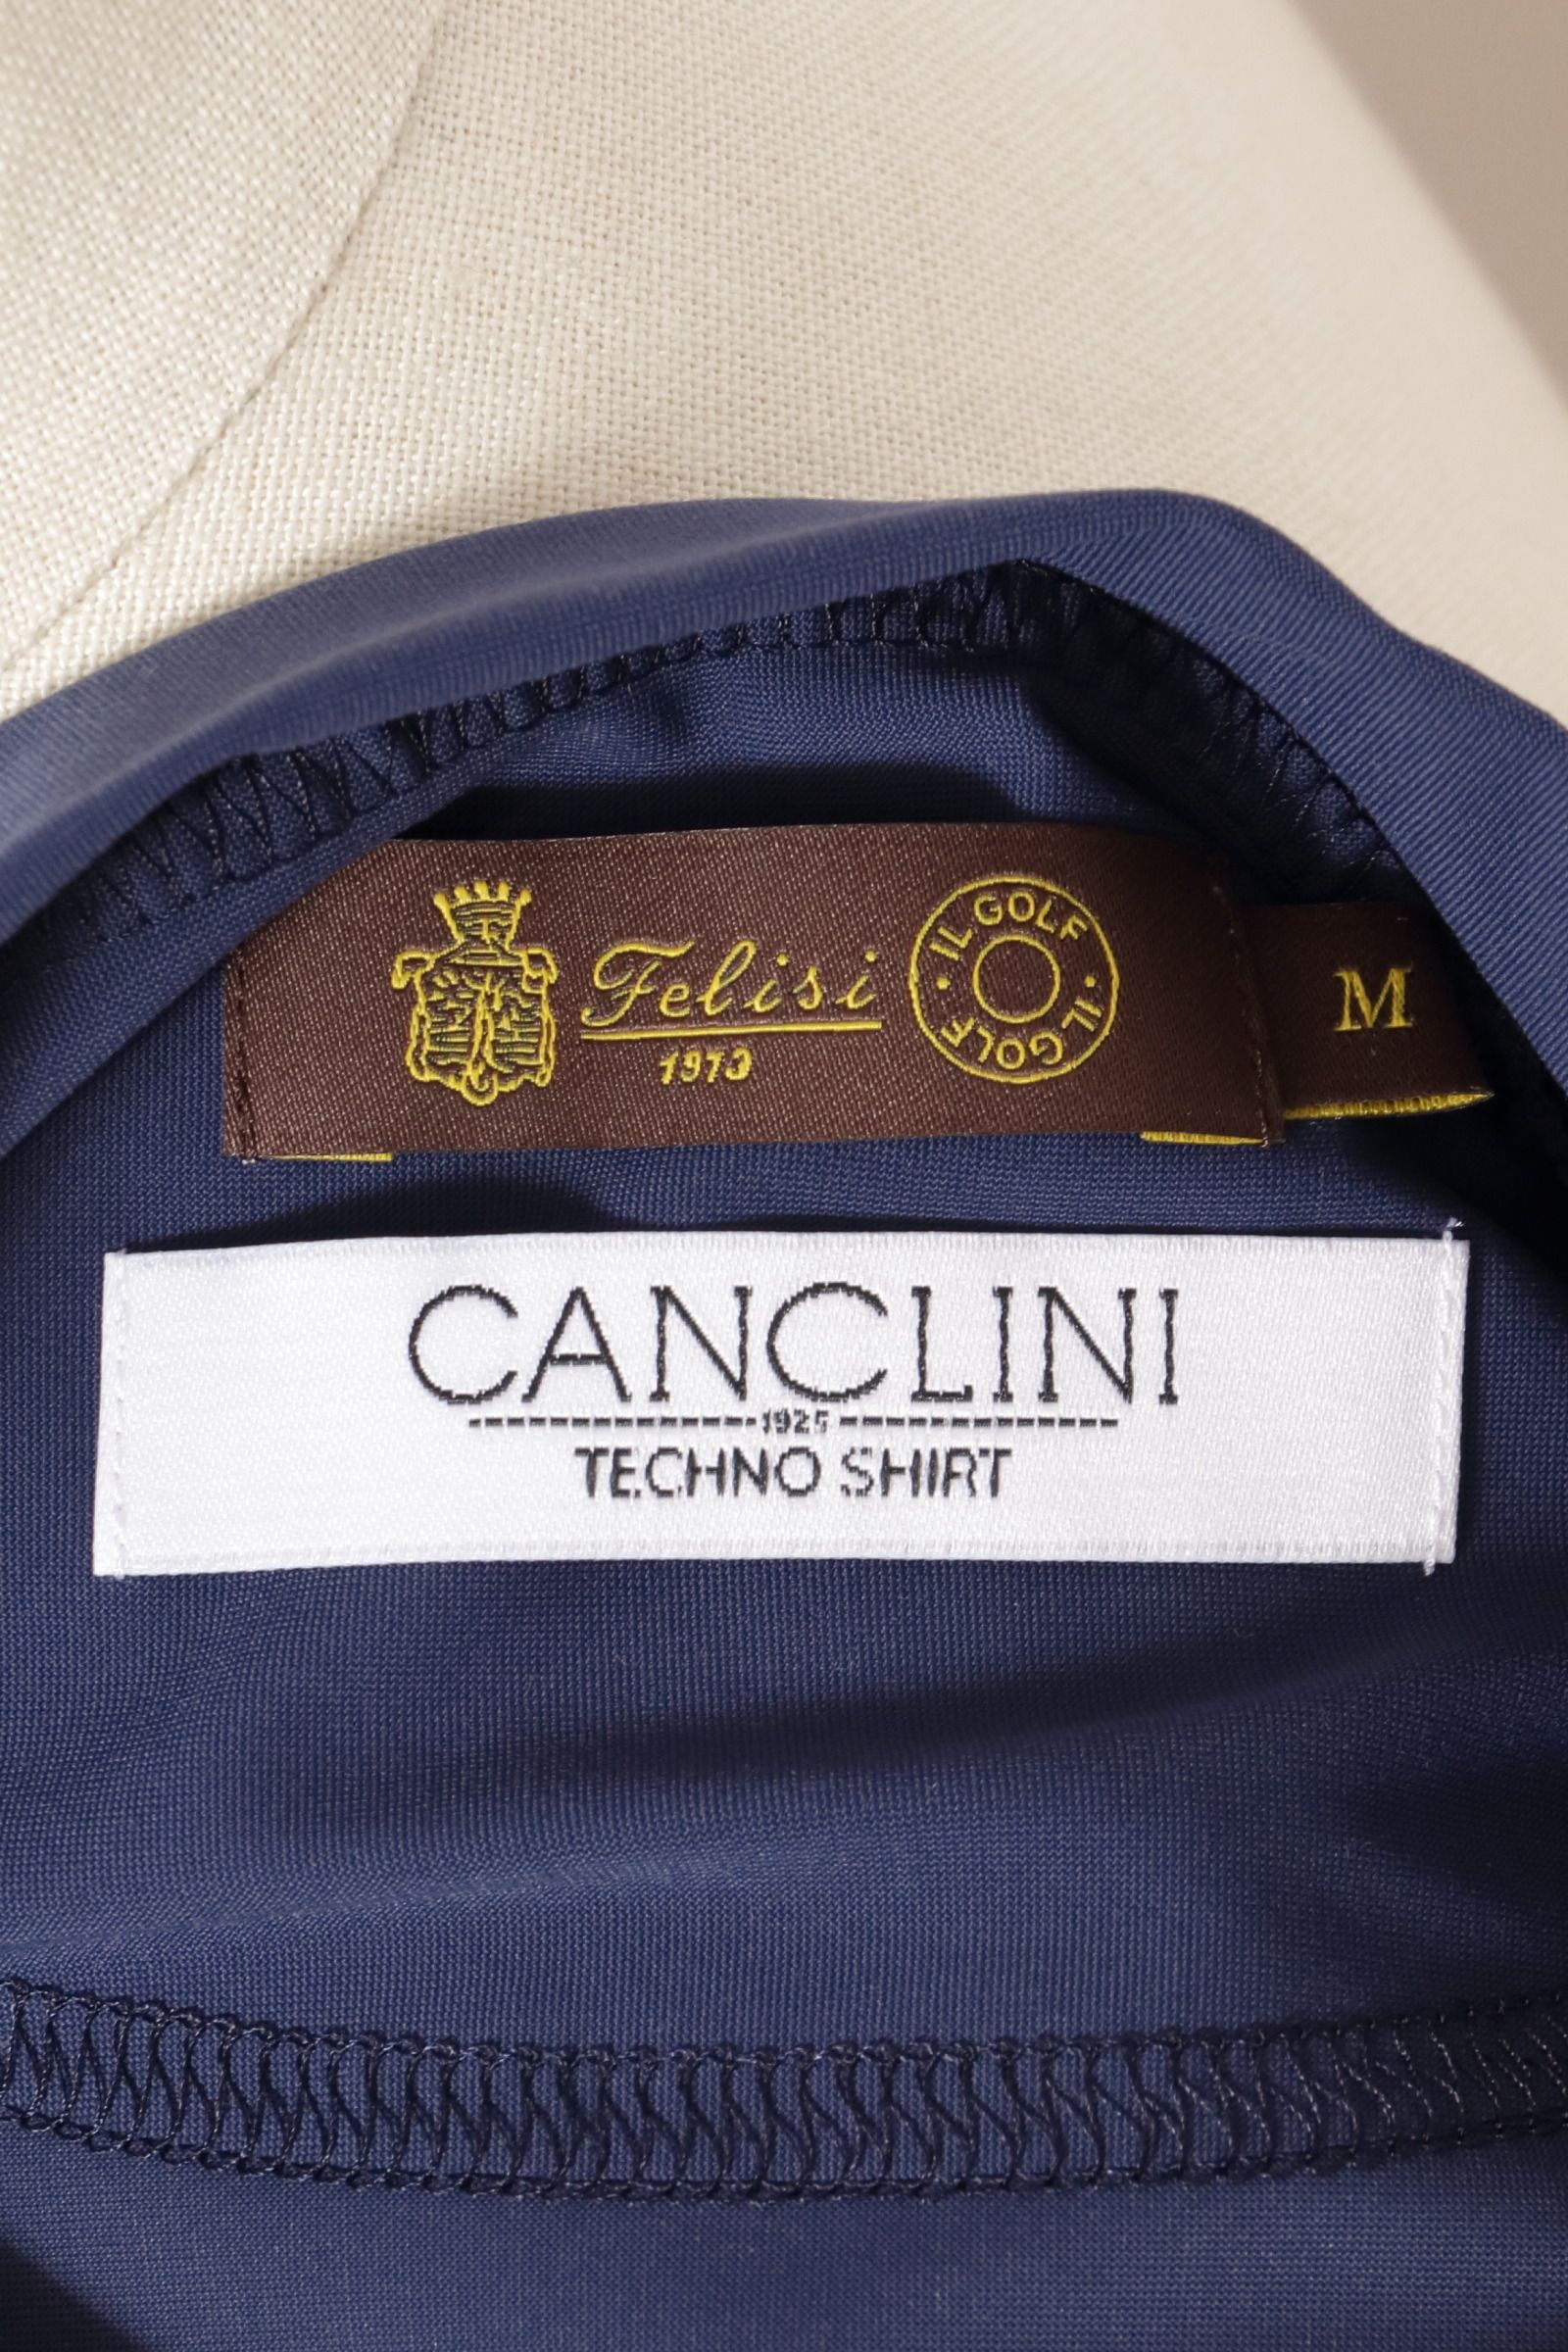 Felisi
1973
IL GOLF · IL GOLF ·
M
CANCLINI
1925
TECHNO SHIRT